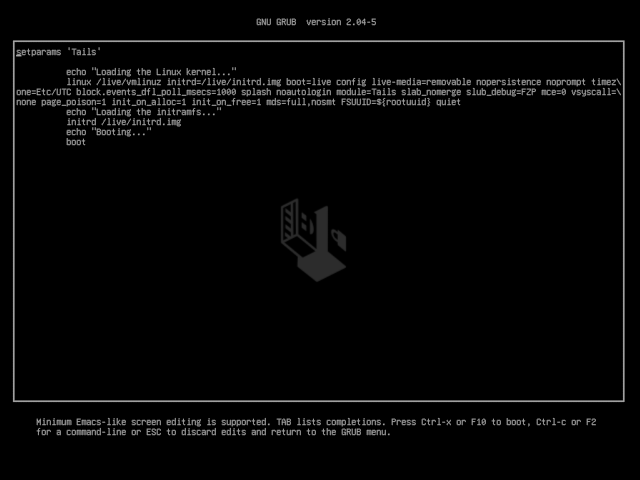 GNU GRUB  version 2.04-5
setparams 'Tails'
echo "Loading the Linux kernel..."
linux /live/vmlinuz initrd=/live/initrd.img boot=live config live-media=removable nopersistence noprompt timez\
one=Etc/UTC block.events_dfl_poll_msecs=1000 splash noautologin module=Tails slab_nomerge slub_debug=FZP mce=0 vsyscall=\
none page_poison=1 init_on_alloc=1 init_on_free=1 mds=full,nosmt FSUUID=${rootuuid} quiet
echo "Loading the initramfs..."
initrd /live/initrd.img
echo "Booting..."
boot
Minimum Emacs-like screen editing is supported. TAB lists completions. Press Ctrl-x or F10 to boot, Ctrl-c or F2
for a command-line or ESC to discard edits and return to the GRUB menu.